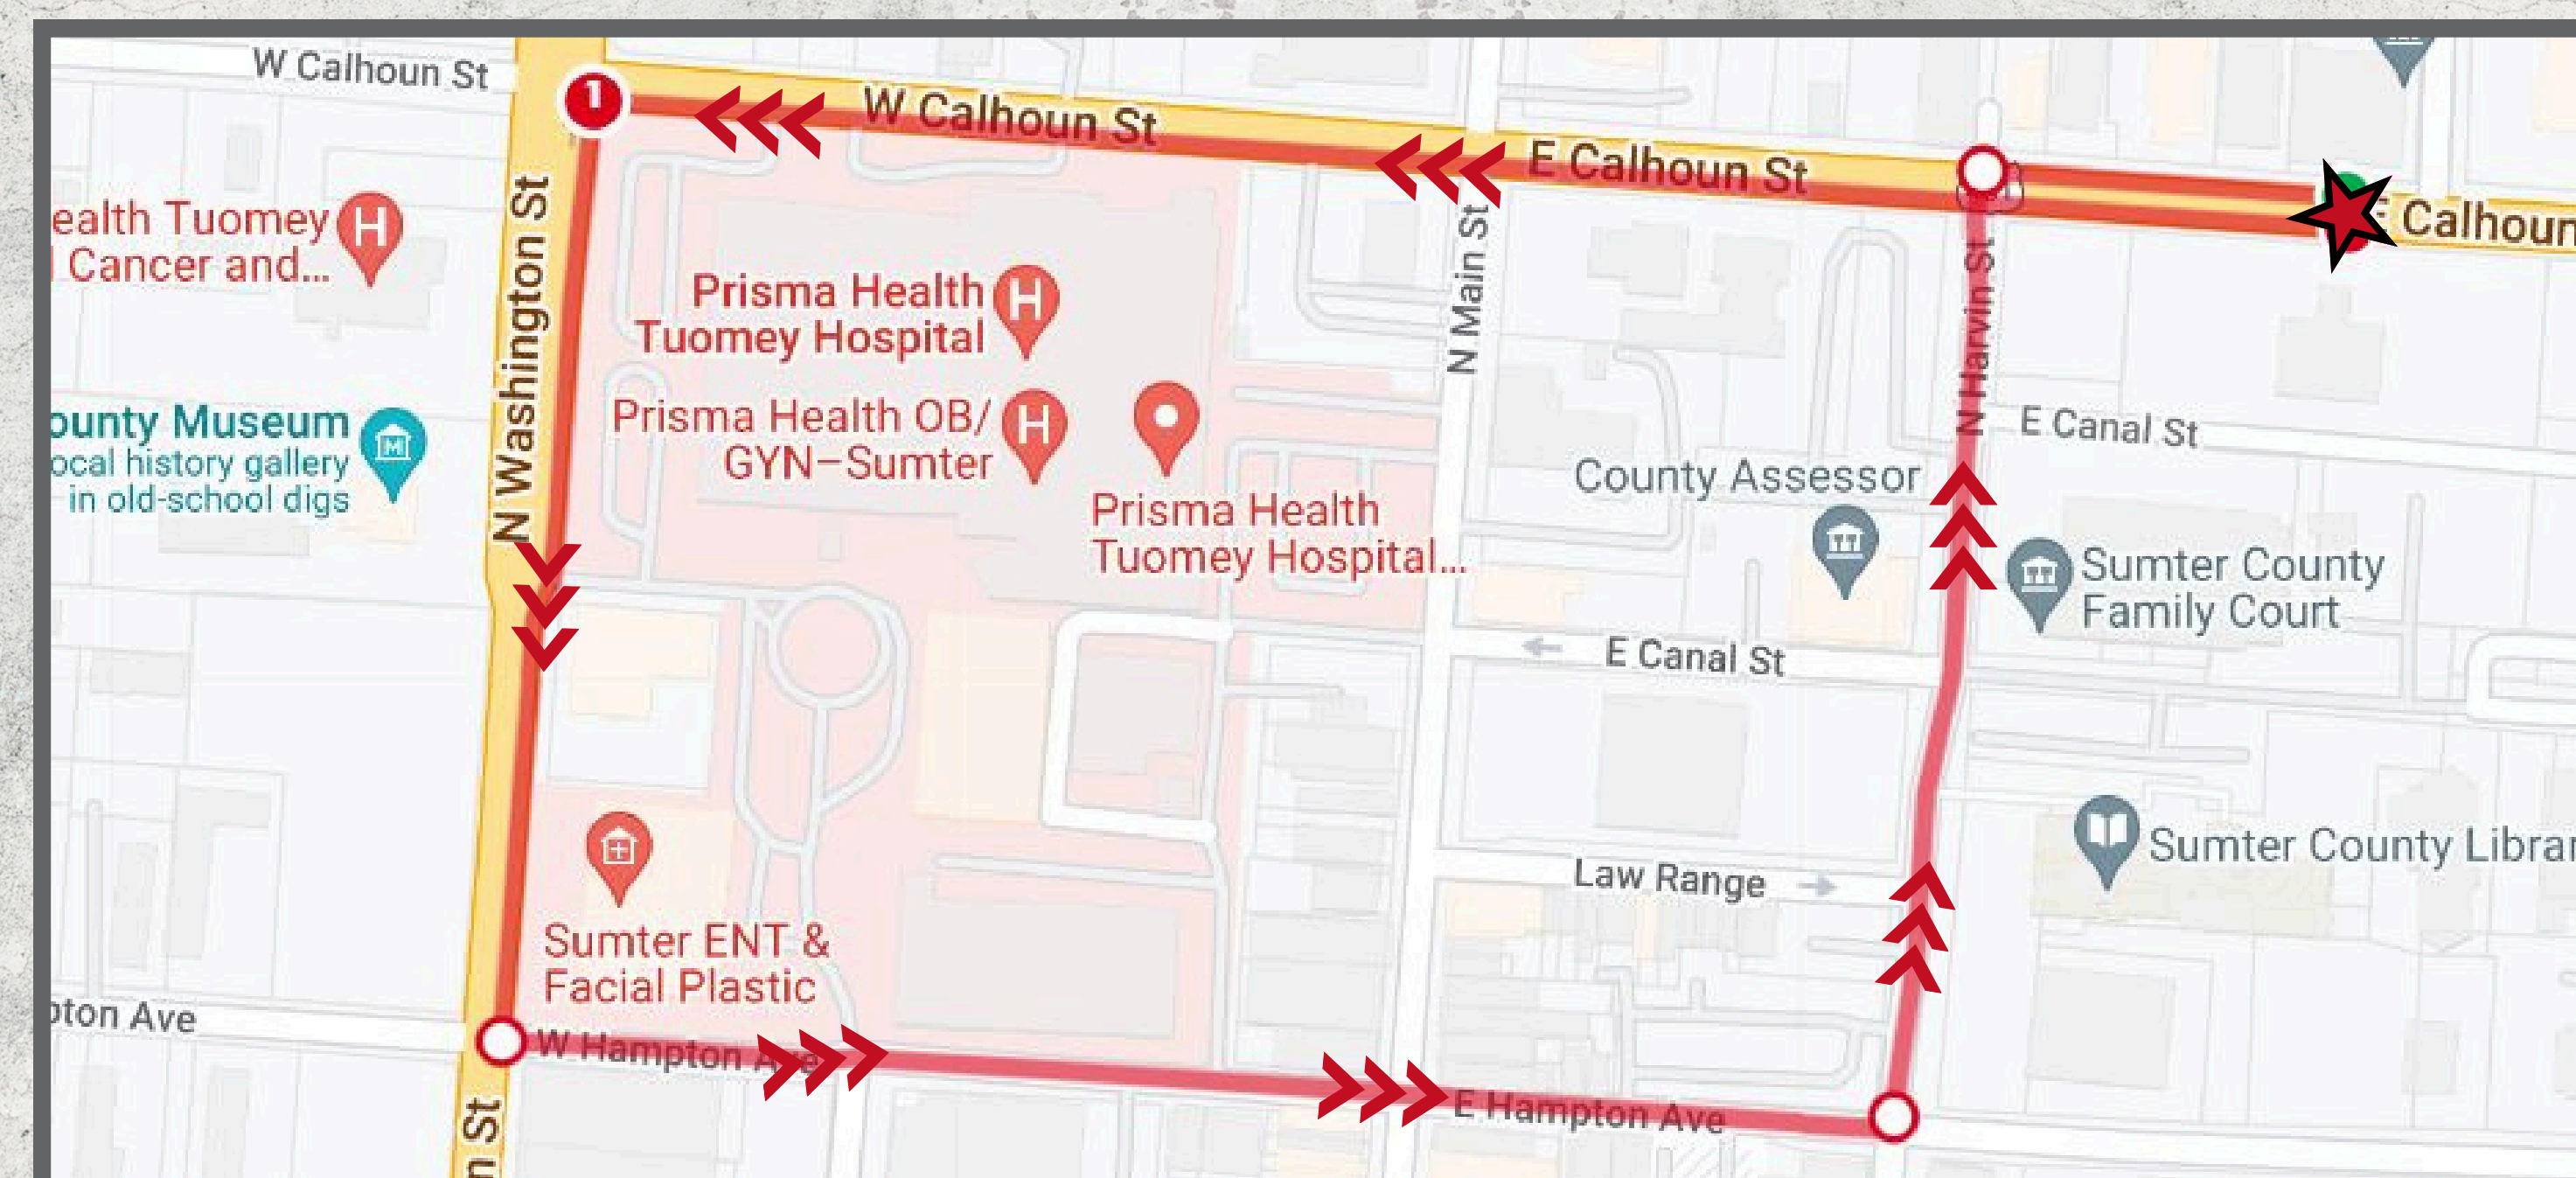 W Calhoun St
1
W Calhoun St
E Calhoun St
E Calhoun
N Washington St
ealth Tuomey
Cancer and...
H
Prisma Health
Tuomey Hospital
H
N Main St
N Harvin St
ounty Museum
ocal history gallery
in old-school digs
M
Prisma Health OB/
GYN–Sumter
H
E Canal St
County Assessor
Prisma Health
Tuomey Hospital...
Sumter County
Family Court
E Canal St
Sumter County Librar
Law Range
Sumter ENT &
Facial Plastic
pton Ave
W Hampton Ave
E Hampton Ave
n St